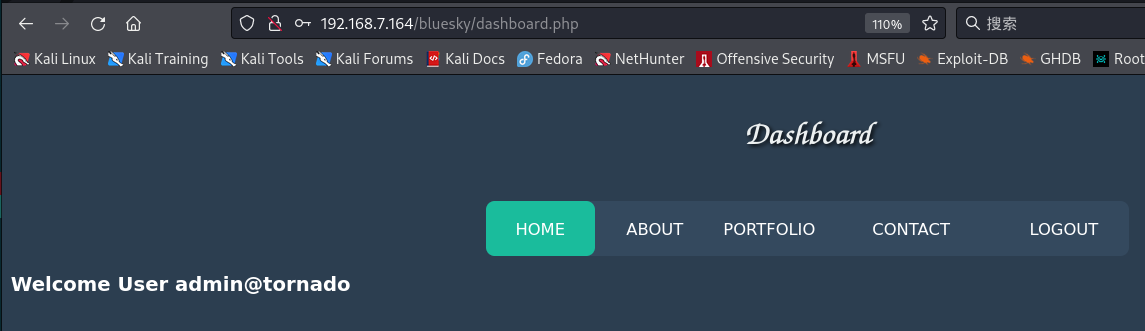 192.168.7.164/bluesky/dashboard.php 110% 搜索
Kali Linux Kali Training Kali Tools Kali Forums Kali Docs Fedora NetHunter Offensive Security MSFU Exploit-DB GHDB Root
Dashboard
HOME ABOUT PORTFOLIO CONTACT LOGOUT
Welcome User admin@tornado